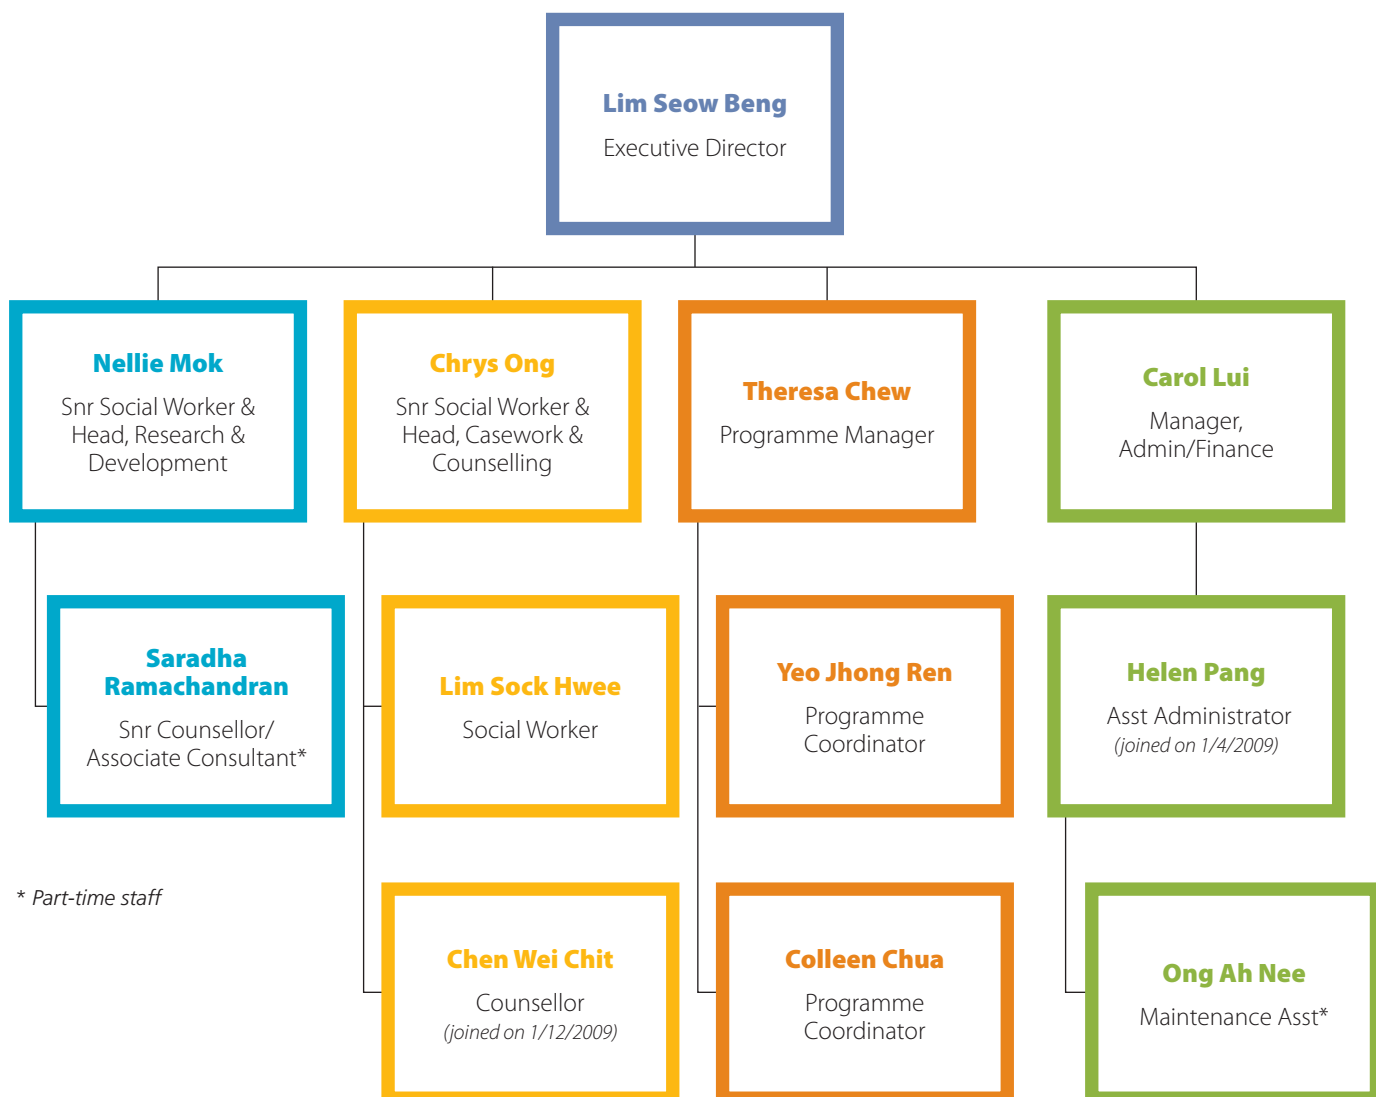 Lim Seow Beng
Executive Director
Nellie Mok
Snr Social Worker &
Head, Research &
Development
Chrys Ong
Snr Social Worker &
Head, Casework &
Counselling
Theresa Chew
Programme Manager
Carol Lui
Manager,
Admin/Finance
Saradha
Ramachandran
Snr Counsellor/
Associate Consultant*
Lim Sock Hwee
Social Worker
Yeo Jhong Ren
Programme
Coordinator
Helen Pang
Asst Administrator
(joined on 1/4/2009)
* Part-time staff
Chen Wei Chit
Counsellor
(joined on 1/12/2009)
Colleen Chua
Programme
Coordinator
Ong Ah Nee
Maintenance Asst*